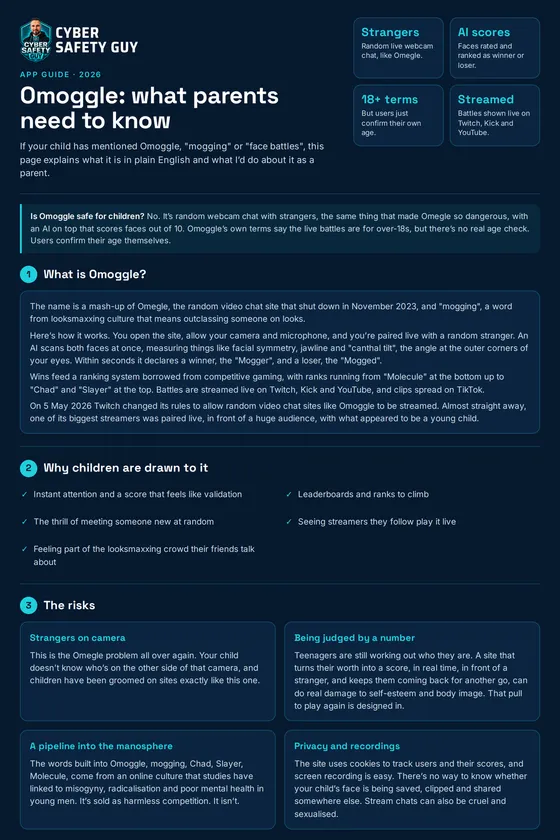 CYBER
SAFETY GUY
CYBER
SAFETY
GUY
APP GUIDE · 2026
Omoggle: what parents
need to know
If your child has mentioned Omoggle, "mogging" or "face battles", this
page explains what it is in plain English and what I'd do about it as a
parent.
Strangers
Random live webcam
chat, like Omegle.
AI scores
Faces rated and
ranked as winner or
loser.
18+ terms
But users just
confirm their own
age.
Streamed
Battles shown live on
Twitch, Kick and
YouTube.
Is Omoggle safe for children? No. It's random webcam chat with strangers, the same thing that made Omegle so dangerous, with
an AI on top that scores faces out of 10. Omoggle's own terms say the live battles are for over-18s, but there's no real age check.
Users confirm their age themselves.
1 What is Omoggle?
The name is a mash-up of Omegle, the random video chat site that shut down in November 2023, and "mogging", a word
from looksmaxxing culture that means outclassing someone on looks.
Here's how it works. You open the site, allow your camera and microphone, and you're paired live with a random stranger. An
AI scans both faces at once, measuring things like facial symmetry, jawline and "canthal tilt", the angle at the outer corners of
your eyes. Within seconds it declares a winner, the "Mogger", and a loser, the "Mogged".
Wins feed a ranking system borrowed from competitive gaming, with ranks running from "Molecule" at the bottom up to
"Chad" and "Slayer" at the top. Battles are streamed live on Twitch, Kick and YouTube, and clips spread on TikTok.
On 5 May 2026 Twitch changed its rules to allow random video chat sites like Omoggle to be streamed. Almost straight away,
one of its biggest streamers was paired live, in front of a huge audience, with what appeared to be a young child.
2 Why children are drawn to it
✓ Instant attention and a score that feels like validation
✓ Leaderboards and ranks to climb
✓ The thrill of meeting someone new at random
✓ Seeing streamers they follow play it live
✓ Feeling part of the looksmaxxing crowd their friends talk
about
3 The risks
Strangers on camera
This is the Omegle problem all over again. Your child
doesn't know who's on the other side of that camera, and
children have been groomed on sites exactly like this one.
Being judged by a number
Teenagers are still working out who they are. A site that
turns their worth into a score, in real time, in front of a
stranger, and keeps them coming back for another go, can
do real damage to self-esteem and body image. That pull
to play again is designed in.
A pipeline into the manosphere
The words built into Omoggle, mogging, Chad, Slayer,
Molecule, come from an online culture that studies have
linked to misogyny, radicalisation and poor mental health in
young men. It's sold as harmless competition. It isn't.
Privacy and recordings
The site uses cookies to track users and their scores, and
screen recording is easy. There's no way to know whether
your child's face is being saved, clipped and shared
somewhere else. Stream chats can also be cruel and
sexualised.